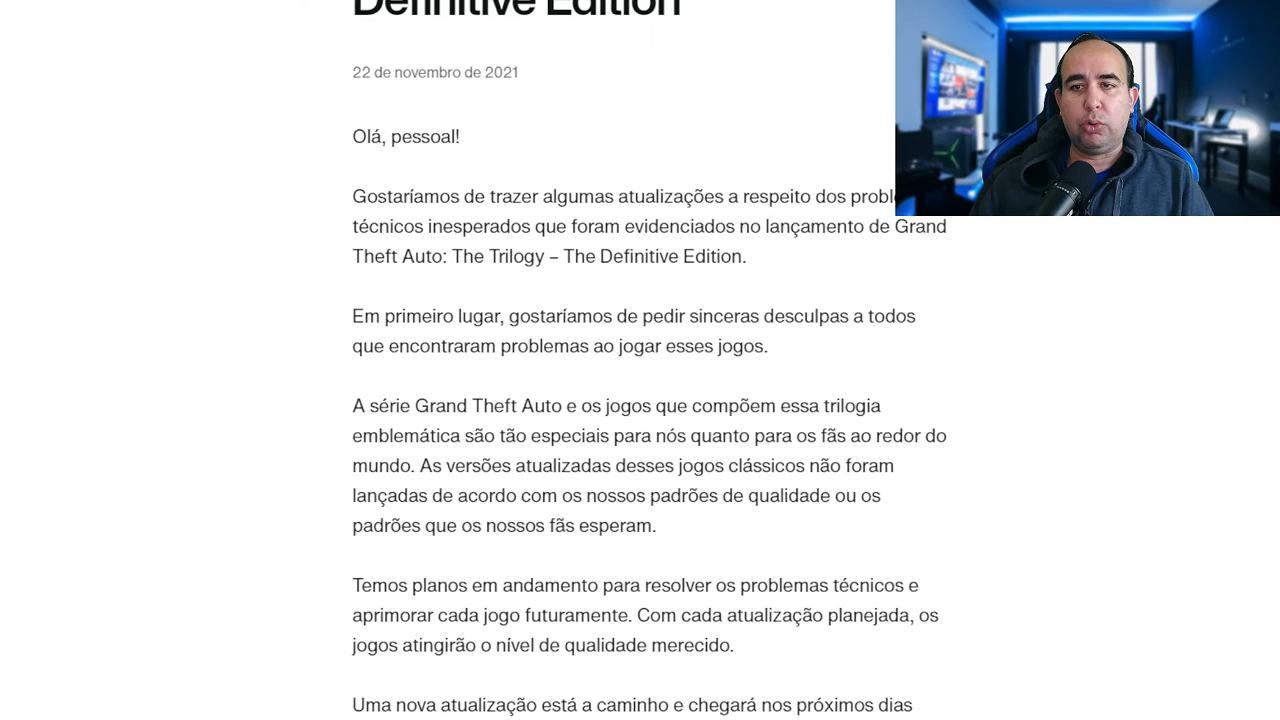 Definitive Edition
22 de novembro de 2021
Olá, pessoal!
Gostaríamos de trazer algumas atualizações a respeito dos
técnicos inesperados que foram evidenciados no lançamento de Grand
Theft Auto: The Trilogy – The Definitive Edition.
Em primeiro lugar, gostaríamos de pedir sinceras desculpas a todos
que encontraram problemas ao jogar esses jogos.
A série Grand Theft Auto e os jogos que compõem essa trilogia
emblemática são tão especiais para nós quanto para os fãs ao redor do
mundo. As versões atualizadas desses jogos clássicos não foram
lançadas de acordo com os nossos padrões de qualidade ou os
padrões que os nossos fãs esperam.
Temos planos em andamento para resolver os problemas técnicos e
aprimorar cada jogo futuramente. Com cada atualização planejada, os
jogos atingirão o nível de qualidade merecido.
Uma nova atualização está a caminho e chegará nos próximos dias